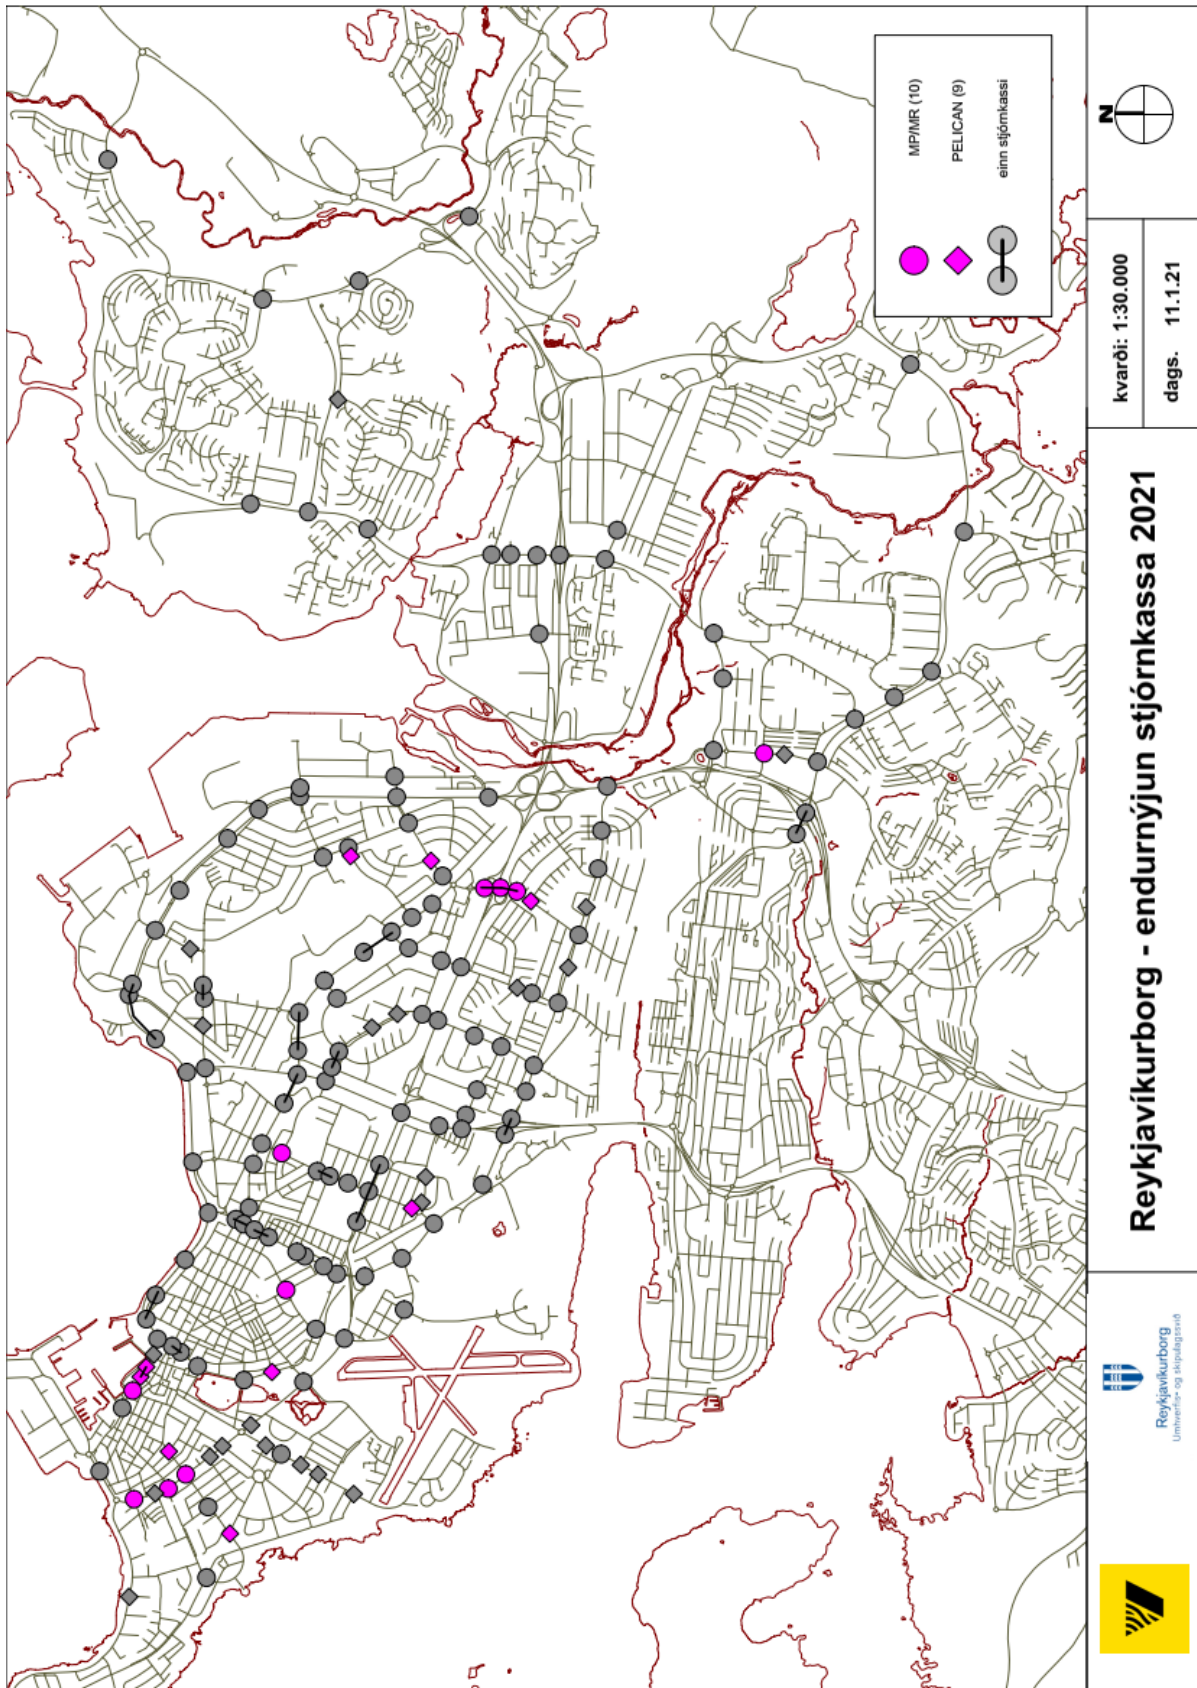 MP/MR (10)
PELICAN (9)
einn stjórnkassi
N
kvarði: 1:30.000
dags. 11.1.21
Reykjavíkurborg - endurnýjun stjórnkassa 2021
Reykjavíkurborg
Umhverfis- og skipulagssvið